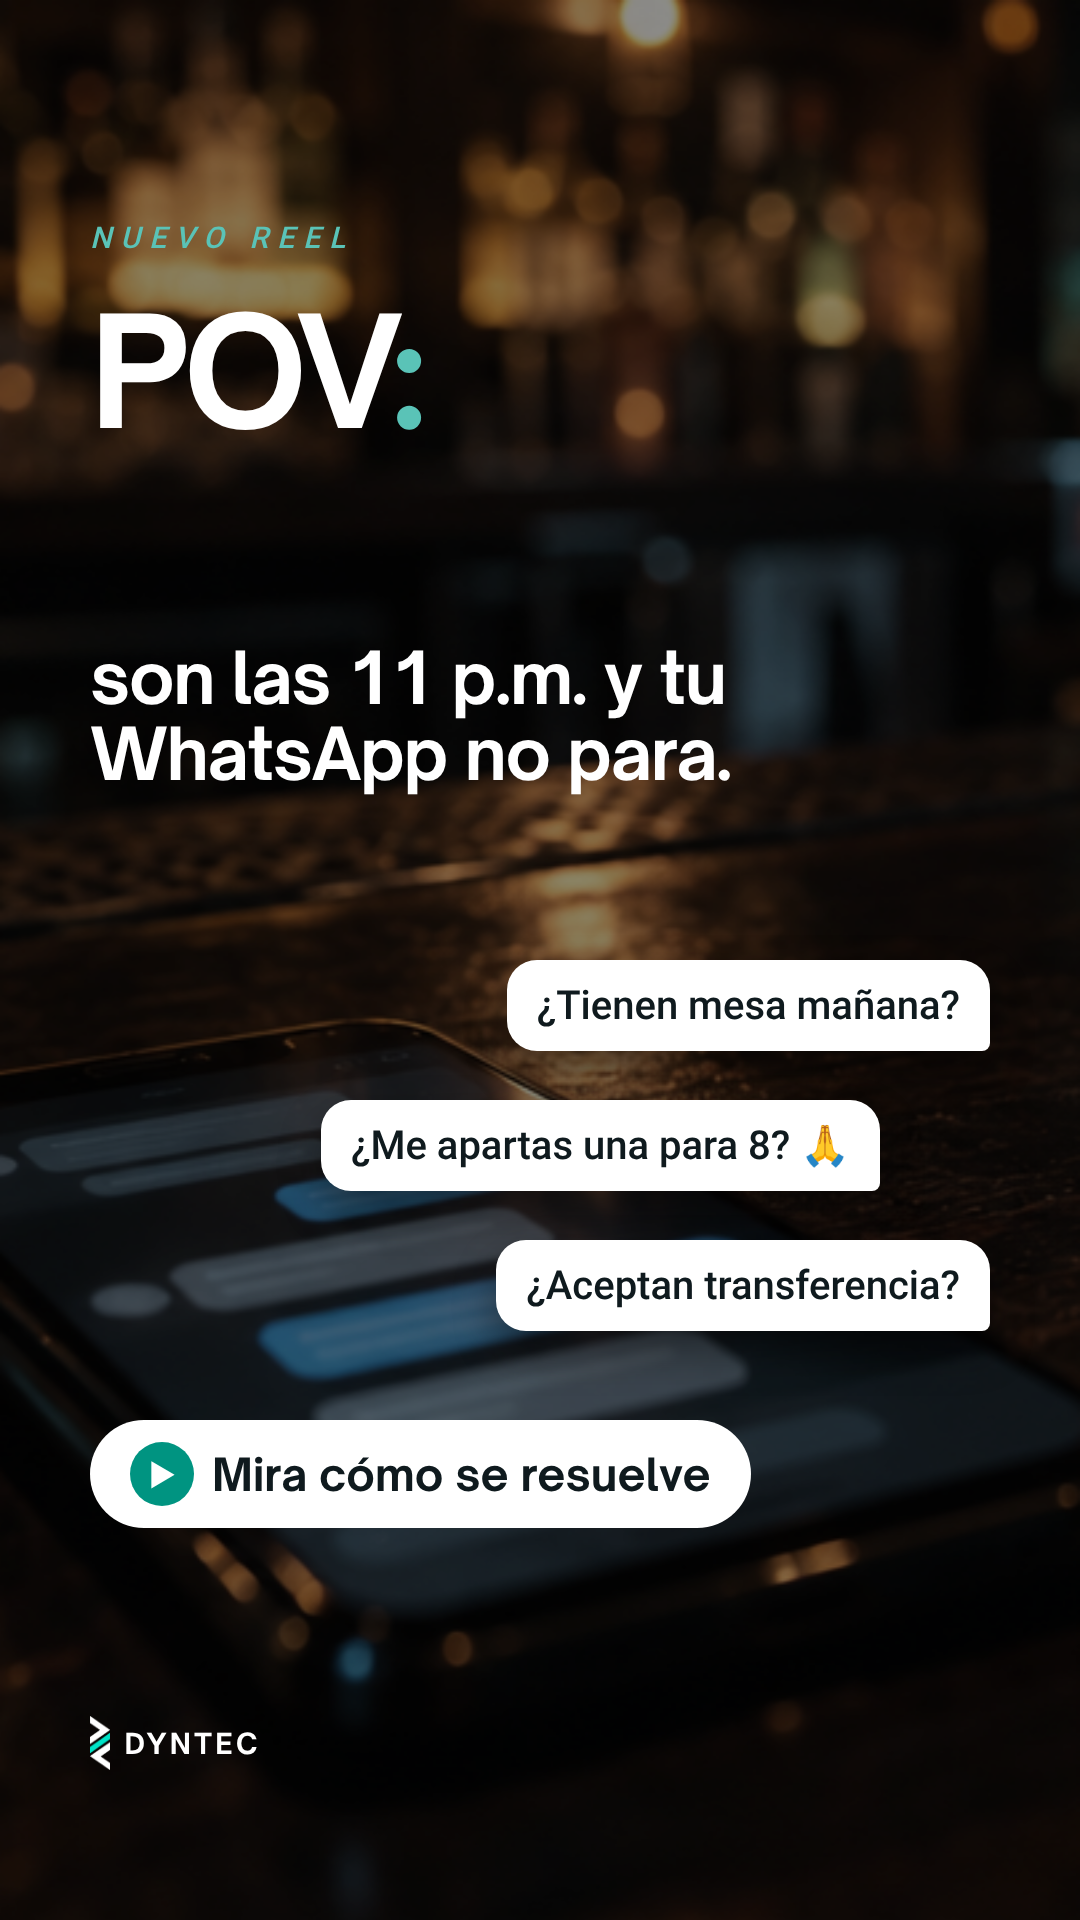 NUEVO REEL
POV:
son las 11 p.m. y tu
WhatsApp no para.
¿Tienen mesa mañana?
¿Me apartas una para 8? 🙏
¿Aceptan transferencia?
Mira cómo se resuelve
DYNTEC